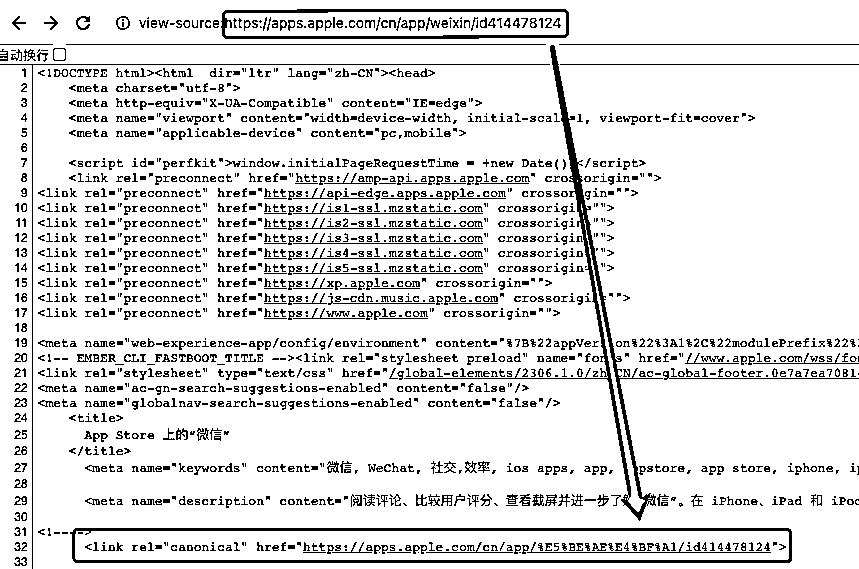 view-source:https://apps.apple.com/cn/app/weixin/id414478124
自动换行
1 <!DOCTYPE html><html  dir="ltr" lang="zh-CN"><head>
2 <meta charset="utf-8">
3 <meta http-equiv="X-UA-Compatible" content="IE=edge">
4 <meta name="viewport" content="width=device-width, initial-scale=1, viewport-fit=cover">
5 <meta name="applicable-device" content="pc,mobile">
6
7 <script id="perfkit">window.initialPageRequestTime = +new Date();</script>
8 <link rel="preconnect" href="https://amp-api.apps.apple.com" crossorigin="">
9 <link rel="preconnect" href="https://api-edge.apps.apple.com" crossorigin="">
10 <link rel="preconnect" href="https://is1-ssl.mzstatic.com" crossorigin="">
11 <link rel="preconnect" href="https://is2-ssl.mzstatic.com" crossorigin="">
12 <link rel="preconnect" href="https://is3-ssl.mzstatic.com" crossorigin="">
13 <link rel="preconnect" href="https://is4-ssl.mzstatic.com" crossorigin="">
14 <link rel="preconnect" href="https://is5-ssl.mzstatic.com" crossorigin="">
15 <link rel="preconnect" href="https://xp.apple.com" crossorigin="">
16 <link rel="preconnect" href="https://js-cdn.music.apple.com" crossorigin="">
17 <link rel="preconnect" href="https://www.apple.com" crossorigin="">
18
19 <meta name="web-experience-app/config/environment" content="%7B%22appVersion%22%3A1%2C%22modulePrefix%22%
20 <!-- EMBER_CLI_FASTBOOT_TITLE --><link rel="stylesheet preload" name="fonts" href="//www.apple.com/wss/fon
21 <link rel="stylesheet" type="text/css" href="/global-elements/2306.1.0/zh_CN/ac-global-footer.0e7a7ea70814
22 <meta name="ac-gn-search-suggestions-enabled" content="false"/>
23 <meta name="globalnav-search-suggestions-enabled" content="false"/>
24 <title>
25 App Store 上的“微信”
26 </title>
27 <meta name="keywords" content="微信, WeChat, 社交,效率, ios apps, app, appstore, app store, iphone, ip
28
29 <meta name="description" content="阅读评论、比较用户评分、查看截屏并进一步了解“微信”。在 iPhone、iPad 和 iPod
30
31 <!---->
32 <link rel="canonical" href="https://apps.apple.com/cn/app/%E5%BE%AE%E4%BF%A1/id414478124">
33